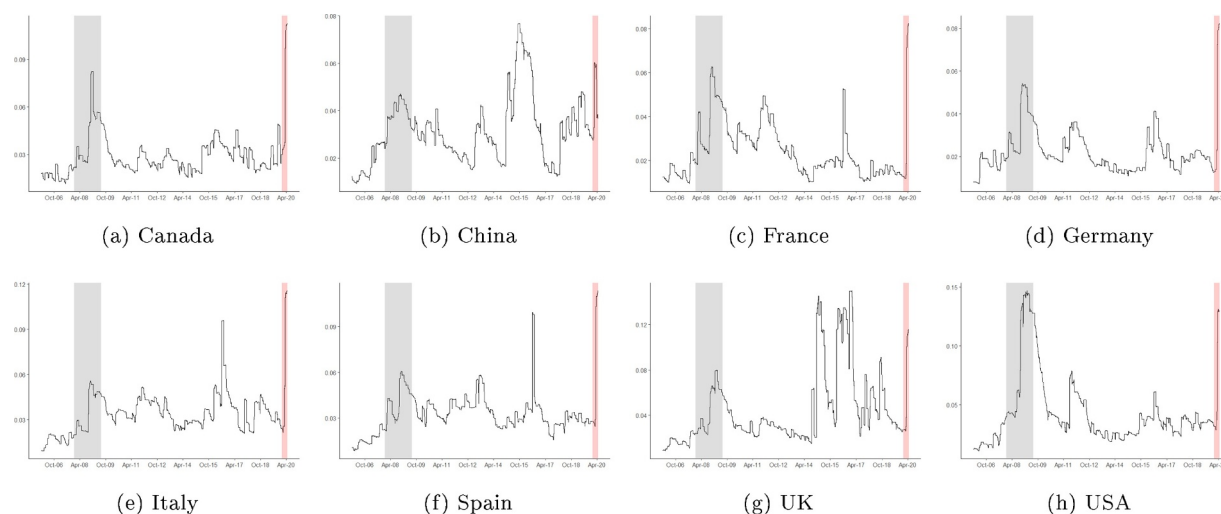 0.09
0.06
0.03
Oct-06 Apr-08 Oct-09 Apr-11 Oct-12 Apr-14 Oct-15 Apr-17 Oct-18 Apr-20
(a) Canada
0.08
0.06
0.04
0.02
Oct-06 Apr-08 Oct-09 Apr-11 Oct-12 Apr-14 Oct-15 Apr-17 Oct-18 Apr-20
(b) China
0.08
0.06
0.04
0.02
Oct-06 Apr-08 Oct-09 Apr-11 Oct-12 Apr-14 Oct-15 Apr-17 Oct-18 Apr-20
(c) France
0.08
0.06
0.04
0.02
Oct-06 Apr-08 Oct-09 Apr-11 Oct-12 Apr-14 Oct-15 Apr-17 Oct-18
(d) Germany
0.12
0.09
0.06
0.03
Oct-06 Apr-08 Oct-09 Apr-11 Oct-12 Apr-14 Oct-15 Apr-17 Oct-18 Apr-20
(e) Italy
0.09
0.06
0.03
Oct-06 Apr-08 Oct-09 Apr-11 Oct-12 Apr-14 Oct-15 Apr-17 Oct-18 Apr-20
(f) Spain
0.12
0.08
0.04
Oct-06 Apr-08 Oct-09 Apr-11 Oct-12 Apr-14 Oct-15 Apr-17 Oct-18 Apr-20
(g) UK
0.15
0.10
0.05
Oct-06 Apr-08 Oct-09 Apr-11 Oct-12 Apr-14 Oct-15 Apr-17 Oct-18
(h) USA